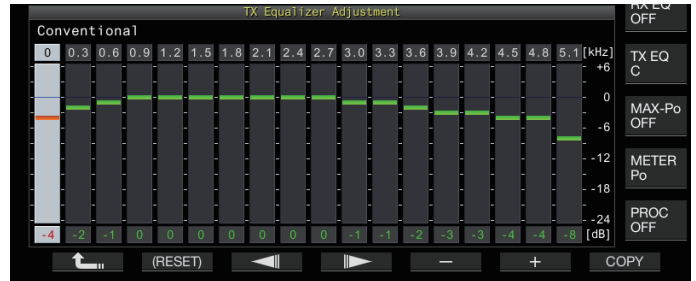 TX Equalizer Adjustment
RX EQ
OFF
Conventional
0 0.3 0.6 0.9 1.2 1.5 1.8 2.1 2.4 2.7 3.0 3.3 3.6 3.9 4.2 4.5 4.8 5.1 [kHz]
TX EQ
C
+6
0
MAX-Po
OFF
-6
-12
METER
Po
-18
-24
PROC
OFF
-4 -2 -1 0 0 0 0 0 0 0 -1 -1 -2 -3 -3 -4 -4 -8 [dB]
(RESET) − + COPY